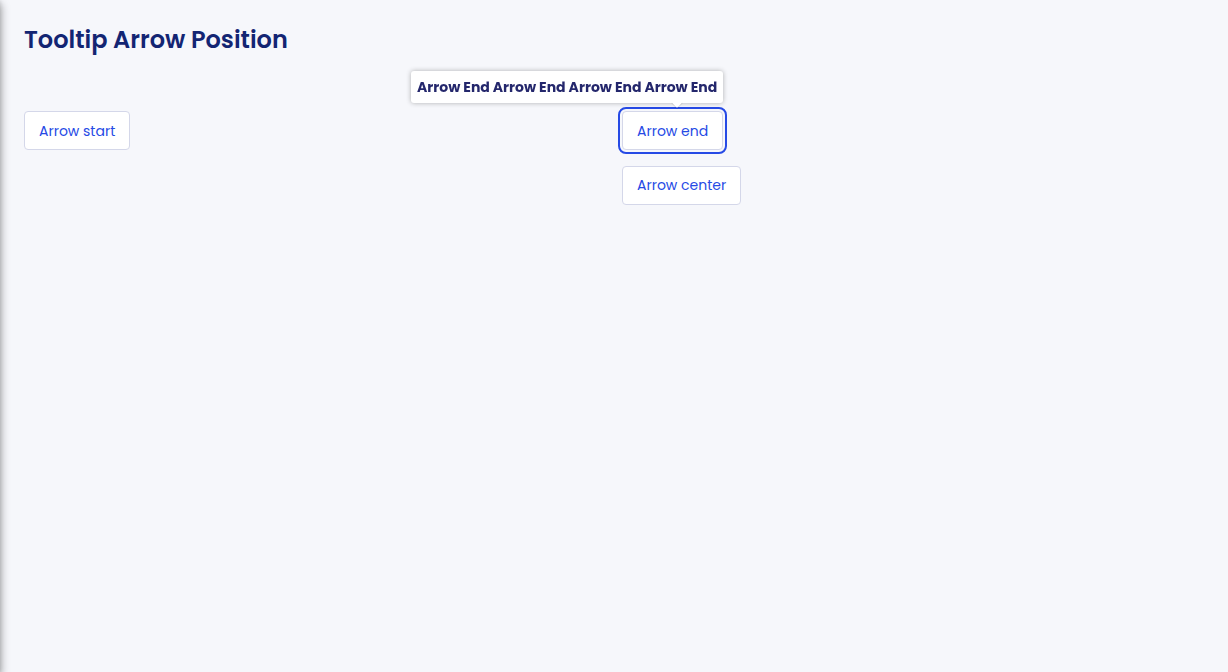 Tooltip Arrow Position
Arrow End Arrow End Arrow End Arrow End
Arrow start
Arrow end
Arrow center